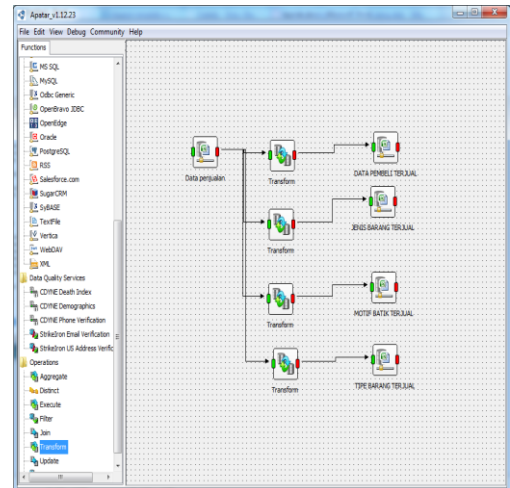 Apatar_v1.12.23
File Edit View Debug Community Help
Functions
MS SQL
MySQL
Odbc Generic
OpenBravo JDBC
OpenEdge
Oracle
PostgreSQL
RSS
Salesforce.com
SugarCRM
SyBASE
TextFile
Vertica
WebDAV
XML
Data Quality Services
CDYNE Death Index
CDYNE Demographics
CDYNE Phone Verification
StrikeIron Email Verification
StrikeIron US Address Verific
Operations
Aggregate
Distinct
Execute
Filter
Join
Transform
Update
Data penjualan
Transform
DATA PEMBELI TERJUAL
Transform
JENIS BARANG TERJUAL
Transform
MOTIF BATIK TERJUAL
Transform
TIPE BARANG TERJUAL